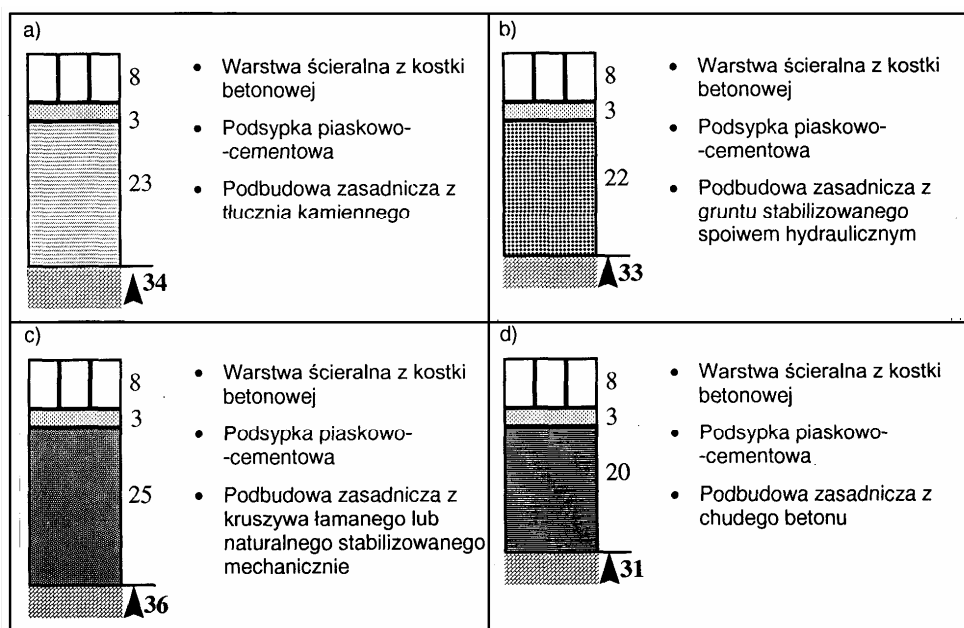 a)
8
3
23
34
• Warstwa ścieralna z kostki
betonowej
• Podsypka piaskowo-
-cementowa
• Podbudowa zasadnicza z
tłucznia kamiennego
b)
8
3
22
33
• Warstwa ścieralna z kostki
betonowej
• Podsypka piaskowo-
-cementowa
• Podbudowa zasadnicza z
gruntu stabilizowanego
spoiwem hydraulicznym
c)
8
3
25
36
• Warstwa ścieralna z kostki
betonowej
• Podsypka piaskowo-
-cementowa
• Podbudowa zasadnicza z
kruszywa łamanego lub
naturalnego stabilizowanego
mechanicznie
d)
8
3
20
31
• Warstwa ścieralna z kostki
betonowej
• Podsypka piaskowo-
-cementowa
• Podbudowa zasadnicza z
chudego betonu